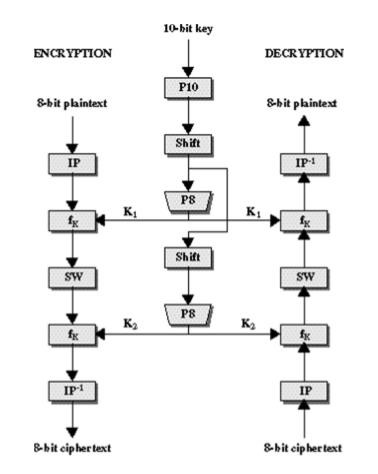 10-bit key
ENCRYPTION
DECRYPTION
P10
8-bit plaintext
8-bit plaintext
Shift
IP
IP-1
P8
K1
K1
fK
fK
Shift
SW
SW
P8
K2
K2
fK
fK
IP-1
IP
8-bit ciphertext
8-bit ciphertext